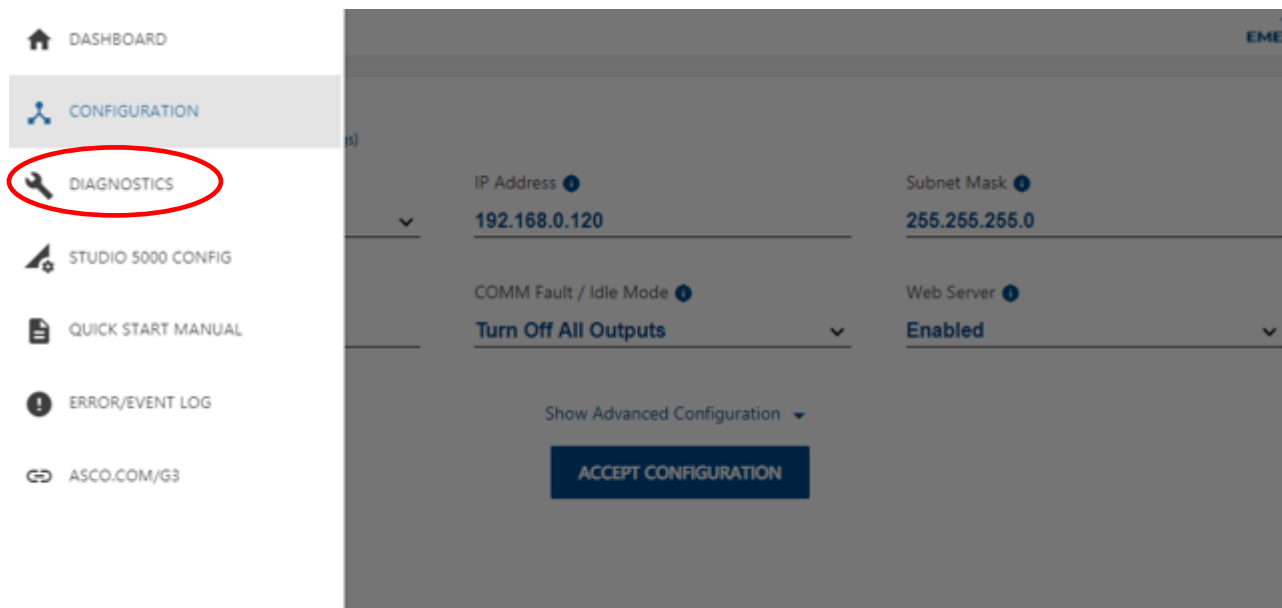 DASHBOARD
EME
CONFIGURATION
s)
DIAGNOSTICS
IP Address
Subnet Mask
192.168.0.120
255.255.255.0
STUDIO 5000 CONFIG
COMM Fault / Idle Mode
Web Server
QUICK START MANUAL
Turn Off All Outputs
Enabled
ERROR/EVENT LOG
Show Advanced Configuration
ASCO.COM/G3
ACCEPT CONFIGURATION